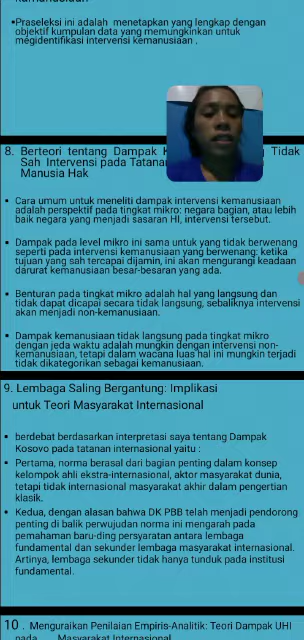 •Praseleksi ini adalah  menetapkan yang lengkap dengan
objektif kumpulan data yang memungkinkan untuk
mėgidentifikasi intervensi kemanusiaan .
8. Berteori tentang Dampak K Tidak
Sah Intervensi pada Tatanan
Manusia Hak
▪ Cara umum untuk meneliti dampak intervensi kemanusiaan
adalah perspektif pada tingkat mikro: negara bagian, atau lebih
baik negara yang menjadi sasaran HI, intervensi tersebut.
▪ Dampak pada level mikro ini sama untuk yang tidak berwenang
seperti pada intervensi kemanusiaan yang berwenang: ketika
tujuan yang sah tercapai dijamin, ini akan mengurangi keadaan
darurat kemanusiaan besar-besaran yang ada.
▪ Benturan pada tingkat mikro adalah hal yang langsung dan
tidak dapat dicapai secara tidak langsung, sebaliknya intervensi
akan menjadi non-kemanusiaan.
▪ Dampak kemanusiaan tidak langsung pada tingkat mikro
dengan jeda waktu adalah mungkin dengan intervensi non-
kemanusiaan, tetapi dalam wacana luas hal ini mungkin terjadi
tidak dikategorikan sebagai kemanusiaan.
9. Lembaga Saling Bergantung: Implikasi
untuk Teori Masyarakat Internasional
▪ berdebat berdasarkan interpretasi saya tentang Dampak
Kosovo pada tatanan internasional yaitu :
▪ Pertama, norma berasal dari bagian penting dalam konsep
kelompok ahli ekstra-internasional, aktor masyarakat dunia,
tetapi tidak internasional masyarakat akhir dalam pengertian
klasik.
▪ Kedua, dengan alasan bahwa DK PBB telah menjadi pendorong
penting di balik perwujudan norma ini mengarah pada
pemahaman baru-ding persyaratan antara lembaga
fundamental dan sekunder lembaga masyarakat internasional.
Artinya, lembaga sekunder tidak hanya tunduk pada institusi
fundamental.
10 . Menguraikan Penilaian Empiris-Analitik: Teori Dampak UHI
pada Masyarakat Internasional